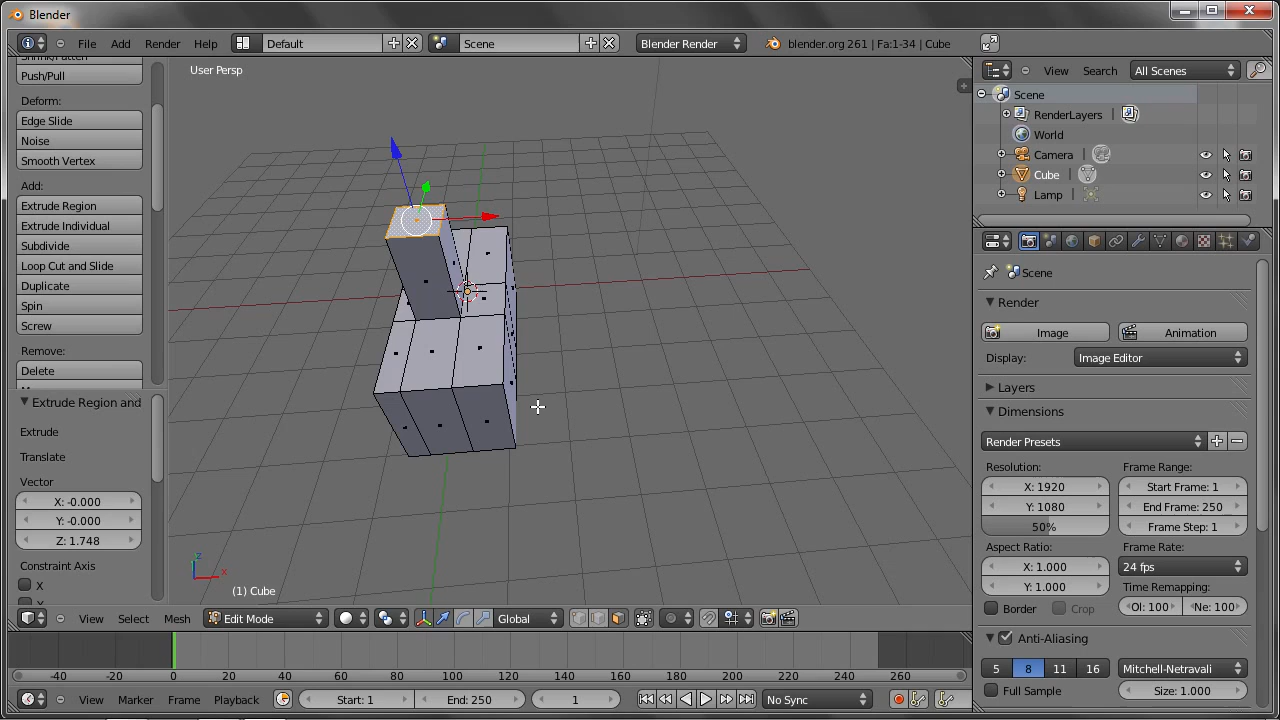 Blender
File Add Render Help Default Scene Blender Render blender.org 261 | Fa:1-34 | Cube
Push/Pull
Deform:
Edge Slide
Noise
Smooth Vertex
Add:
Extrude Region
Extrude Individual
Subdivide
Loop Cut and Slide
Duplicate
Spin
Screw
Remove:
Delete
Extrude Region and
Extrude
Translate
Vector
X: -0.000
Y: -0.000
Z: 1.748
Constraint Axis
X
User Persp
z
x
(1) Cube
View Select Mesh Edit Mode Global
-40 -20 0 20 40 60 80 100 120 140 160 180 200 220 240 260
View Marker Frame Playback Start: 1 End: 250 1 No Sync
View Search All Scenes
Scene
RenderLayers |
World
Camera |
Cube |
Lamp |
Scene
Render
Image Animation
Display: Image Editor
Layers
Dimensions
Render Presets
Resolution: Frame Range:
X: 1920 Start Frame: 1
Y: 1080 End Frame: 250
50% Frame Step: 1
Aspect Ratio: Frame Rate:
X: 1.000 24 fps
Y: 1.000 Time Remapping:
Border Crop Ol: 100 Ne: 100
Anti-Aliasing
5 8 11 16 Mitchell-Netravali
Full Sample Size: 1.000